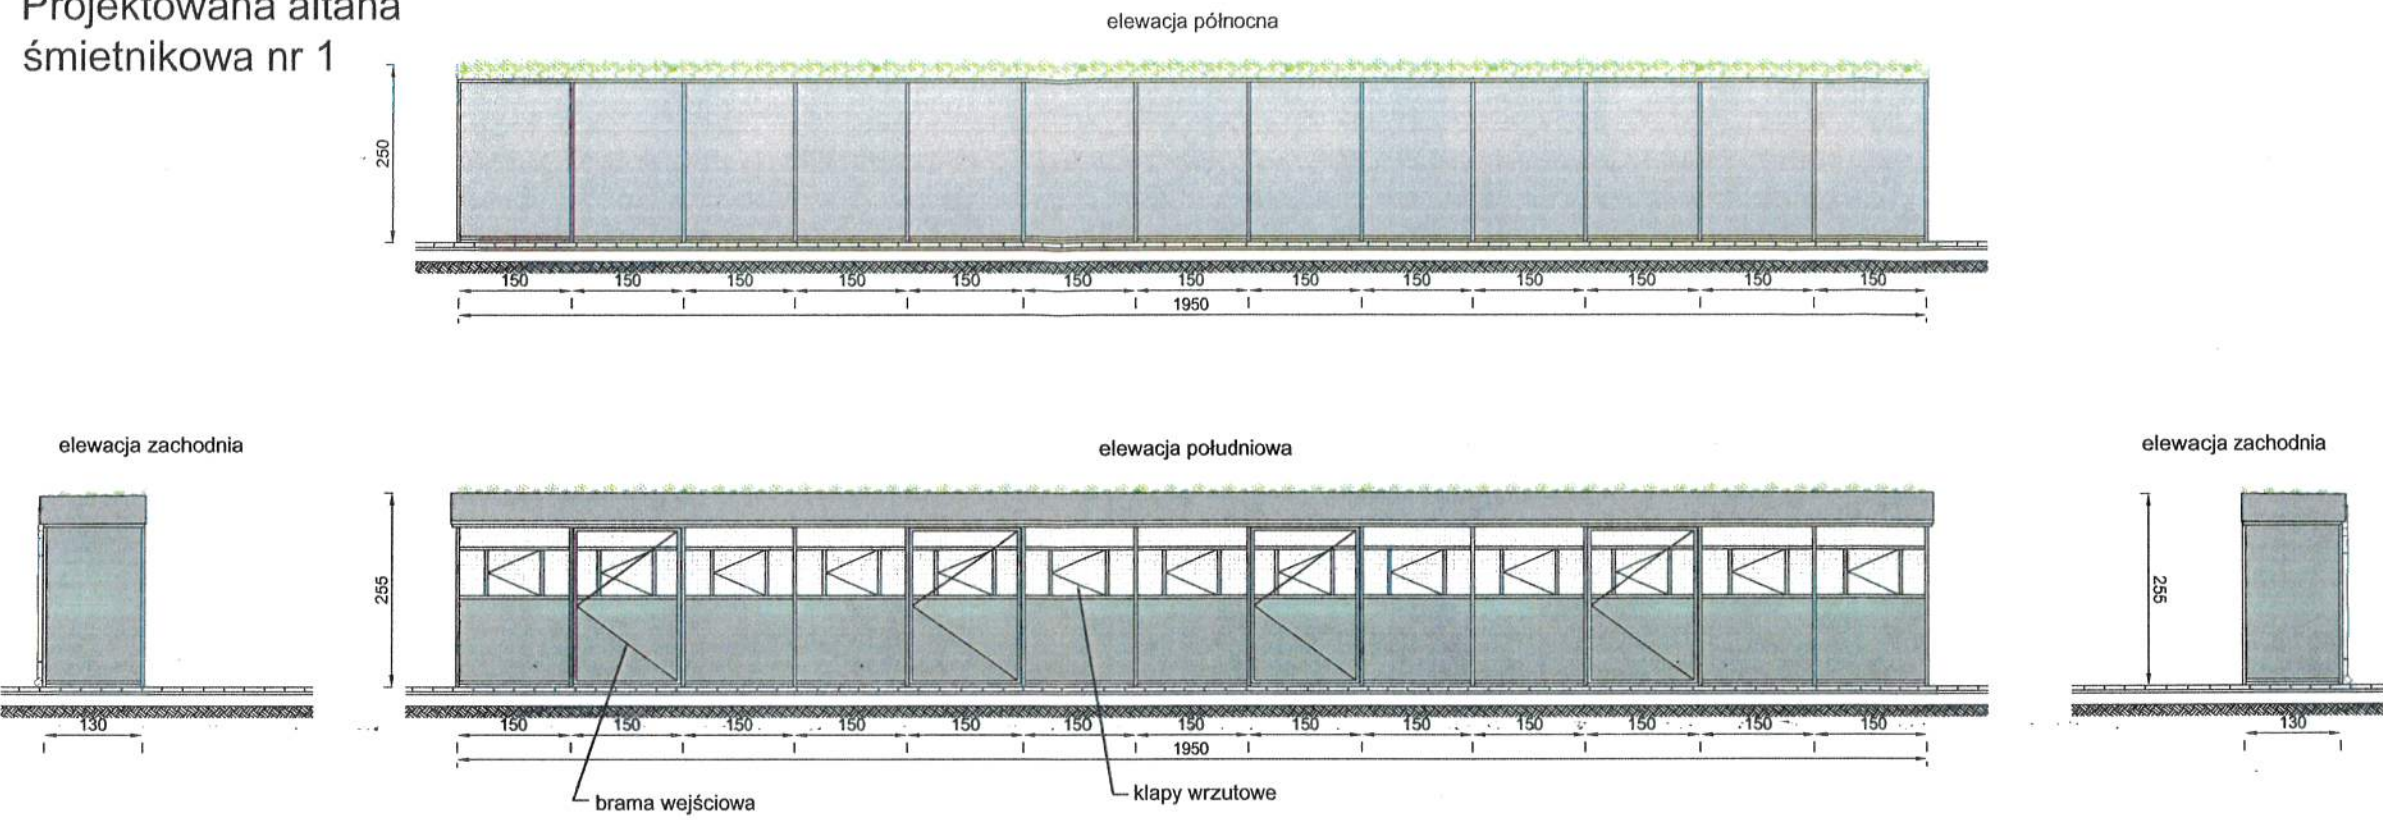 Projektowana altana
śmietnikowa nr 1
elewacja północna
250
150 150 150 150 150 150 150 150 150 150 150 150 150
1950
elewacja zachodnia
elewacja południowa
elewacja zachodnia
255
255
130
150 150 150 150 150 150 150 150 150 150 150 150 150
130
1950
brama wejściowa
klapy wrzutowe